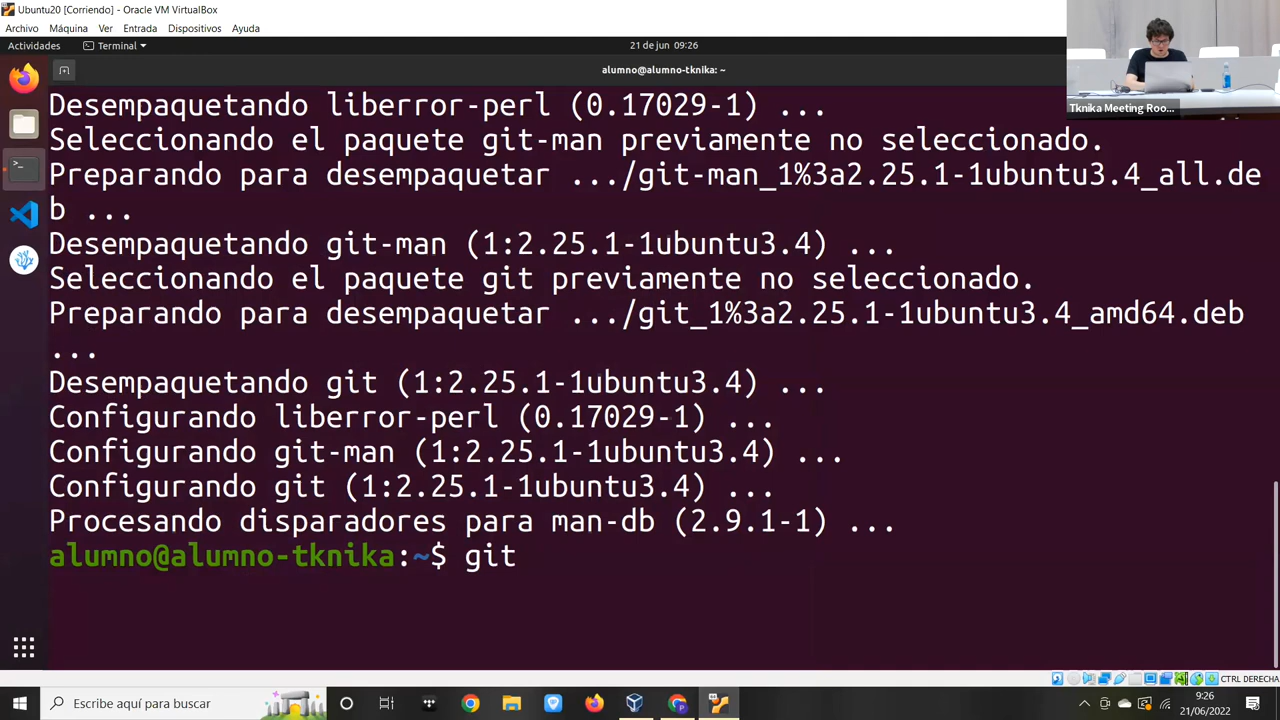 Ubuntu20 [Corriendo] - Oracle VM VirtualBox
Archivo Máquina Ver Entrada Dispositivos Ayuda
Actividades Terminal 21 de jun 09:26
alumno@alumno-tknika: ~
Tknika Meeting Roo...
Desempaquetando liberror-perl (0.17029-1) ...
Seleccionando el paquete git-man previamente no seleccionado.
Preparando para desempaquetar .../git-man_1%3a2.25.1-1ubuntu3.4_all.de
b ...
Desempaquetando git-man (1:2.25.1-1ubuntu3.4) ...
Seleccionando el paquete git previamente no seleccionado.
Preparando para desempaquetar .../git_1%3a2.25.1-1ubuntu3.4_amd64.deb
...
Desempaquetando git (1:2.25.1-1ubuntu3.4) ...
Configurando liberror-perl (0.17029-1) ...
Configurando git-man (1:2.25.1-1ubuntu3.4) ...
Configurando git (1:2.25.1-1ubuntu3.4) ...
Procesando disparadores para man-db (2.9.1-1) ...
alumno@alumno-tknika:~$ git
CTRL DERECHA
Escribe aquí para buscar
9:26
21/06/2022